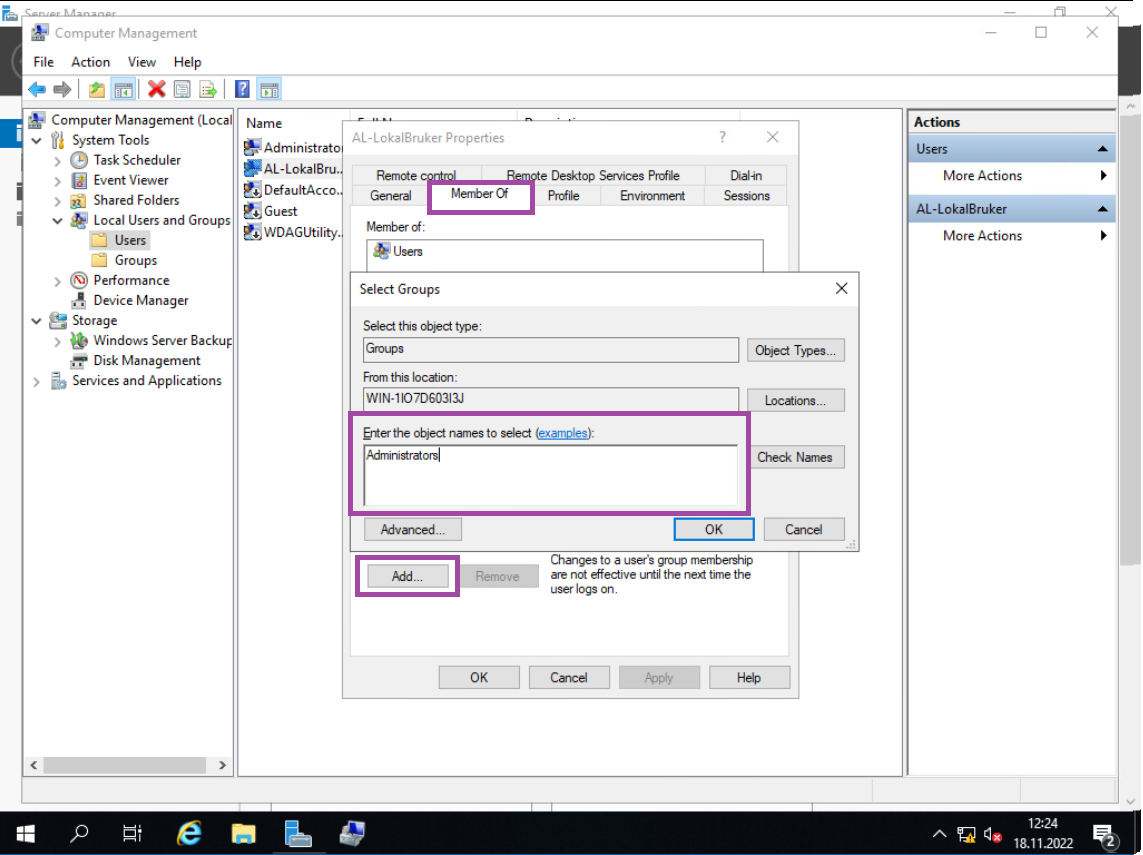 Server Manager
Computer Management
File Action View Help
Computer Management (Local
System Tools
Task Scheduler
Event Viewer
Shared Folders
Local Users and Groups
Users
Groups
Performance
Device Manager
Storage
Windows Server Backup
Disk Management
Services and Applications
Name
Administrator
AL-LokalBru...
DefaultAcco...
Guest
WDAGUtility...
AL-LokalBruker Properties
?
Remote control Remote Desktop Services Profile Dial-in
General Member Of Profile Environment Sessions
Member of:
Users
Select Groups
Select this object type:
Groups
Object Types...
From this location:
WIN-1IO7D603I3J
Locations...
Enter the object names to select (examples):
Administrators
Check Names
Advanced...
OK
Cancel
Add...
Remove
Changes to a user's group membership
are not effective until the next time the
user logs on.
OK Cancel Apply Help
Actions
Users
More Actions
AL-LokalBruker
More Actions
12:24
18.11.2022
2